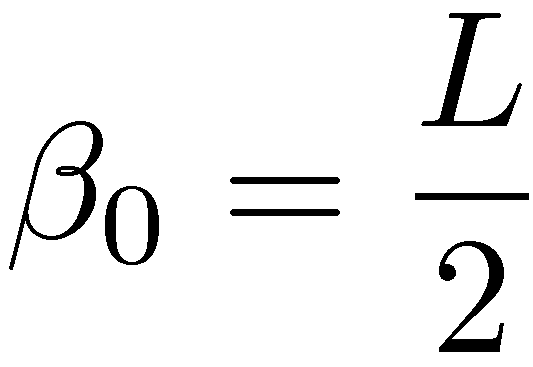 β₀ = L/2